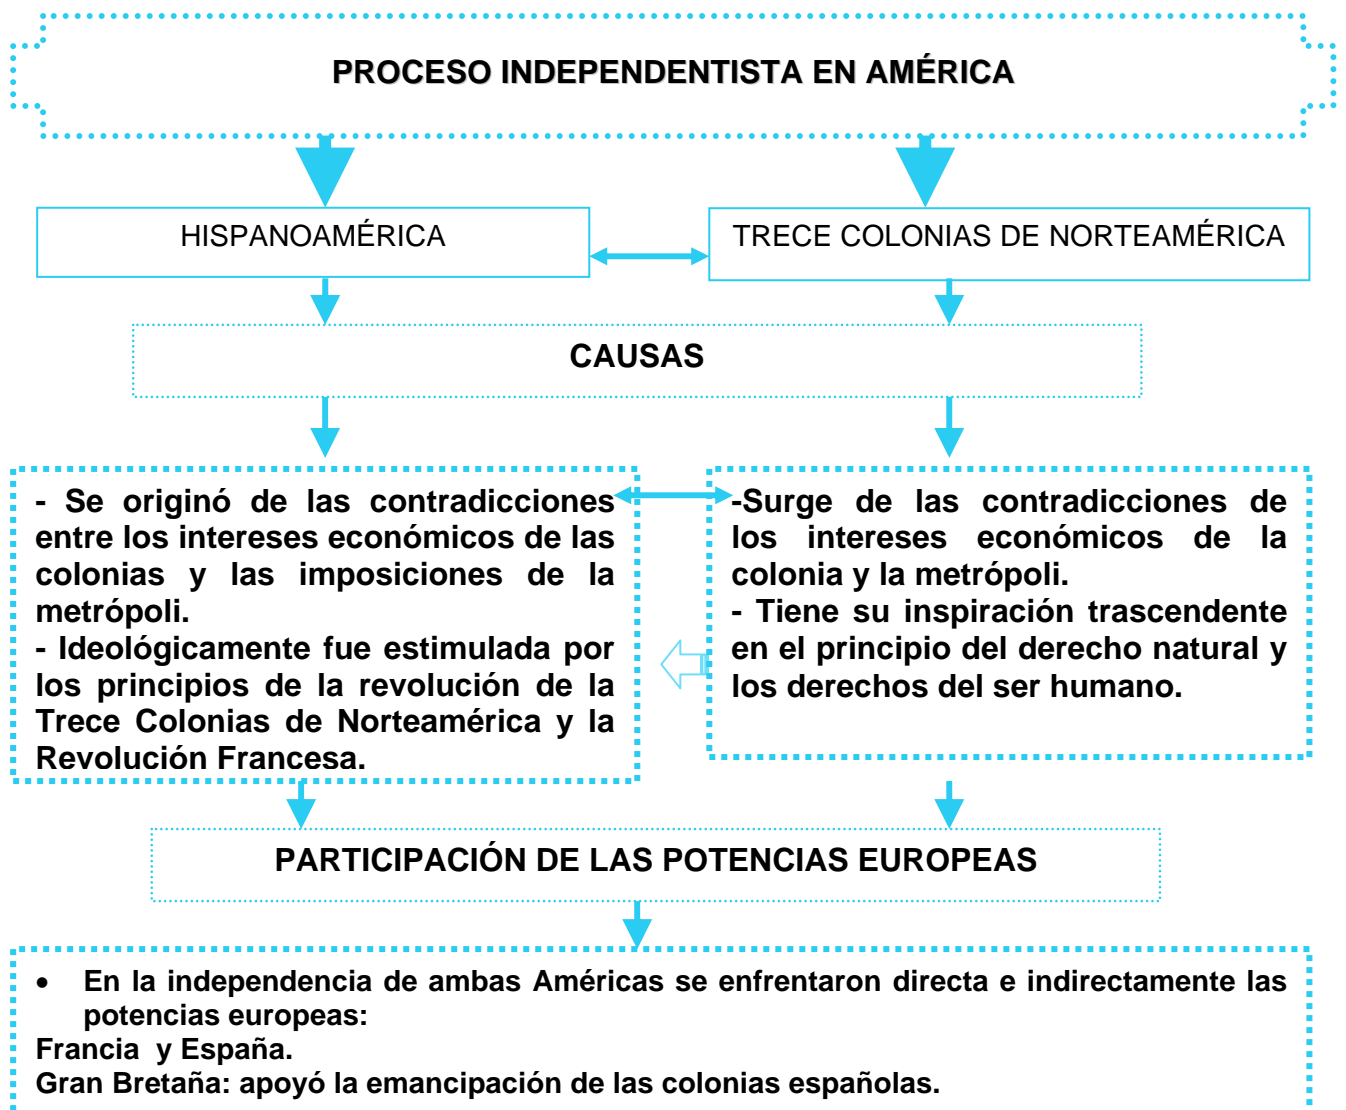 PROCESO INDEPENDENTISTA EN AMÉRICA
HISPANOAMÉRICA
TRECE COLONIAS DE NORTEAMÉRICA
CAUSAS
- Se originó de las contradicciones
entre los intereses económicos de las
colonias y las imposiciones de la
metrópoli.
- Ideológicamente fue estimulada por
los principios de la revolución de la
Trece Colonias de Norteamérica y la
Revolución Francesa.
-Surge de las contradicciones de
los intereses económicos de la
colonia y la metrópoli.
- Tiene su inspiración trascendente
en el principio del derecho natural y
los derechos del ser humano.
PARTICIPACIÓN DE LAS POTENCIAS EUROPEAS
• En la independencia de ambas Américas se enfrentaron directa e indirectamente las
potencias europeas:
Francia y España.
Gran Bretaña: apoyó la emancipación de las colonias españolas.